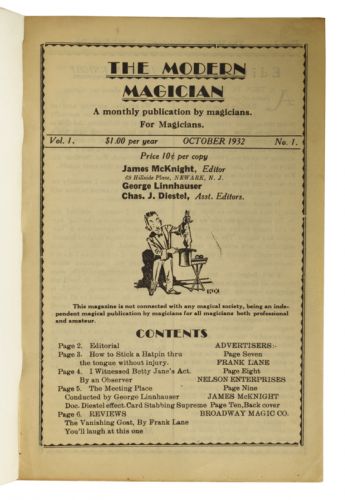 THE MODERN
MAGICIAN
A monthly publication by magicians.
For Magicians.
Vol. 1. $1.00 per year OCTOBER 1932 No. 1.
Price 10¢ per copy
James McKnight, Editor
49 Hillside Place, NEWARK, N. J.
George Linnhauser
Chas. J. Diestel, Asst. Editors.
This magazine is not connected with any magical society, being an inde-
pendent magical publication by magicians for all magicians both professional
and amateur.
CONTENTS
Page 2. Editorial ADVERTISERS:-
Page 3. How to Stick a Hatpin thru Page Seven
the tongue without injury. FRANK LANE
Page 4. I Witnessed Betty Jane's Act. Page Eight
By an Observer NELSON ENTERPRISES
Page 5. The Meeting Place Page Nine
Conducted by George Linnhauser JAMES McKNIGHT
Doc. Diestel effect. Card Stabbing Supreme Page Ten, Back cover
Page 6. REVIEWS BROADWAY MAGIC CO.
The Vanishing Goat, By Frank Lane
You'll laugh at this one